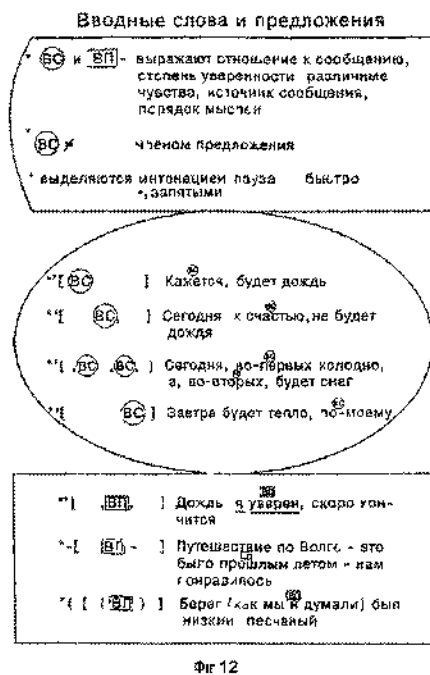 Вводные слова и предложения
* ВС и ВП - выражают отношение к сообщению,
степень уверенности различные
чувства, источник сообщения,
порядок мыслей
* ВС ≠ членом предложения
* выделяются интонацией пауза быстро
, запятыми
[ВС, ] Кажется, будет дождь
[ ВС, ] Сегодня к счастью, не будет
дождя
[ ,ВС, ,ВС, ] Сегодня, во-первых холодно,
а, во-вторых, будет снег
[ ВС ] Завтра будет тепло, по-моему
[ ,ВП, ] Дождь я уверен, скоро кон-
чится
-[ ВП - ] Путешествие по Волге - это
было прошлым летом - нам
понравилось
[ (ВП) ] Берег (как мы и думали) был
низкий песчаный
Фиг 12